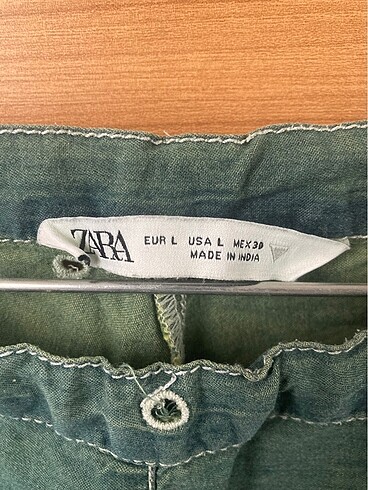 ZARA
EUR L USA L MEX 30
MADE IN INDIA